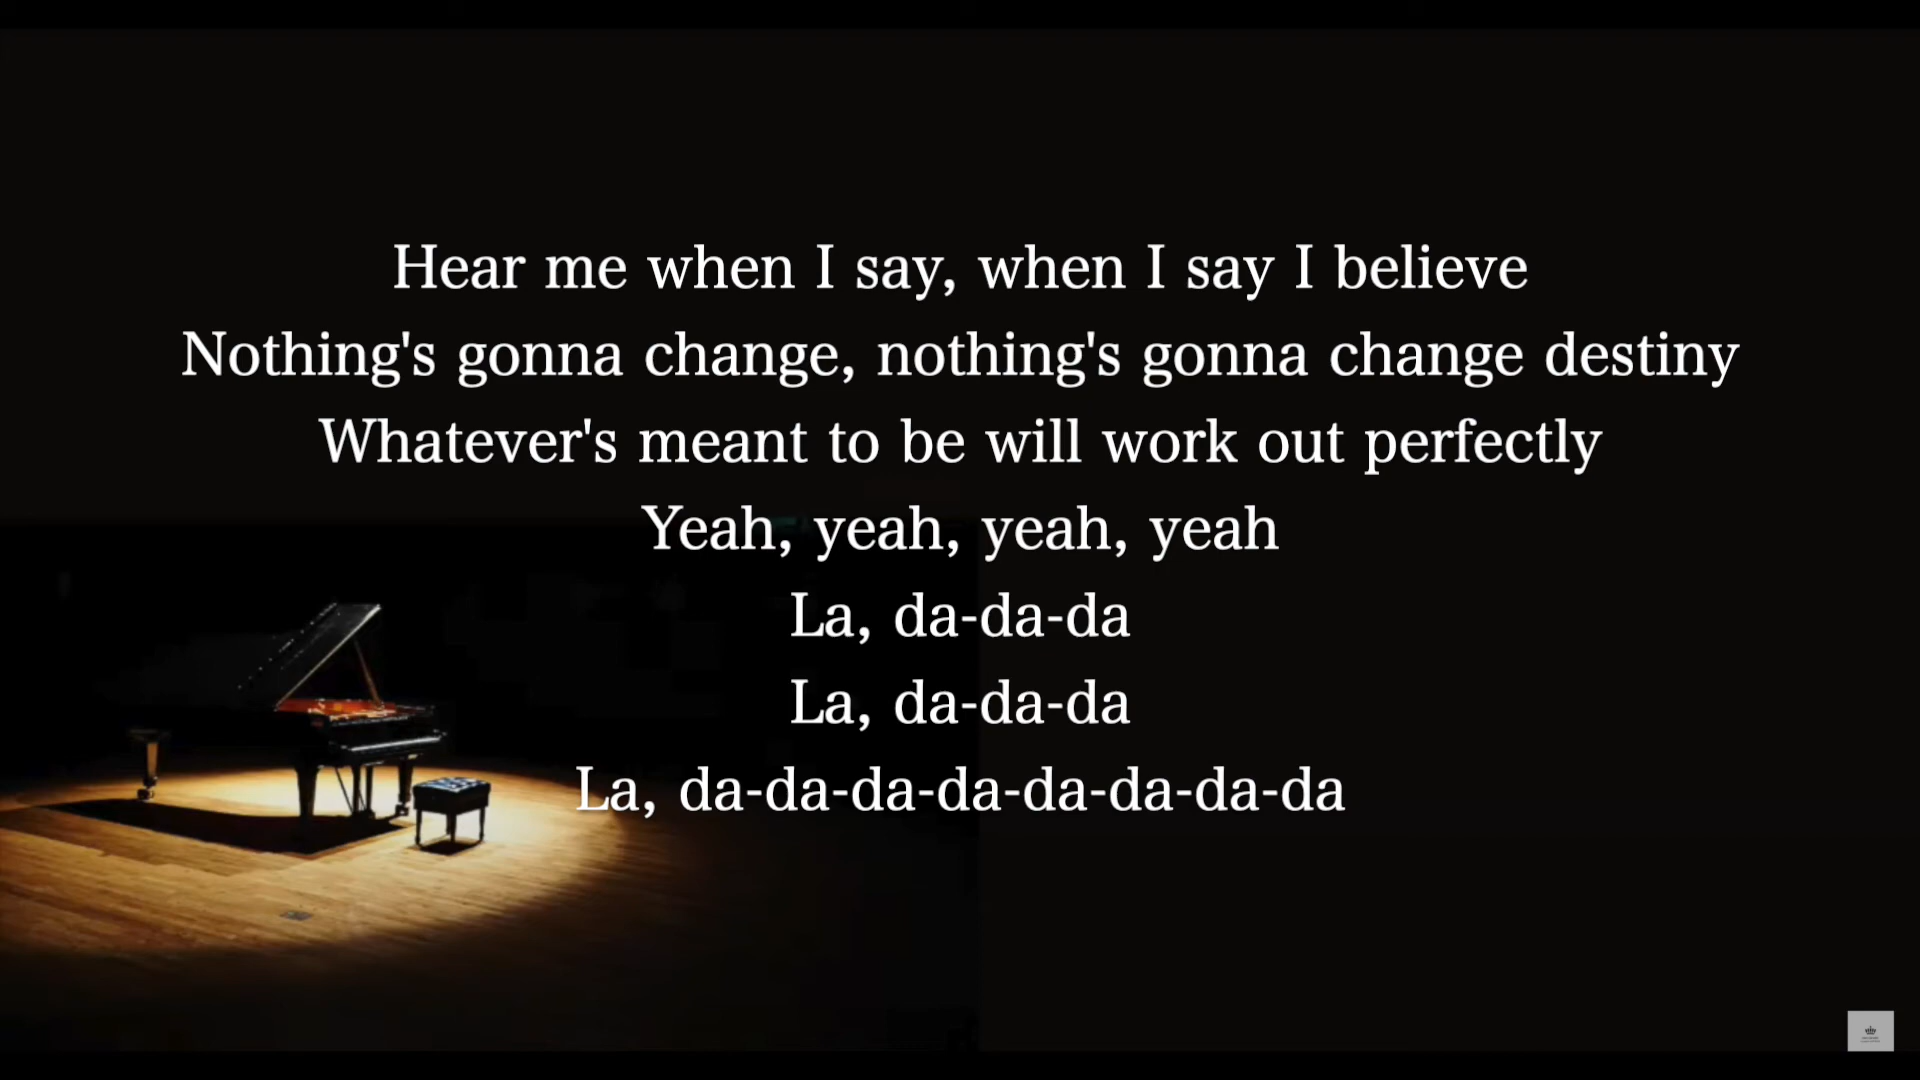 Hear me when I say, when I say I believe
Nothing's gonna change, nothing's gonna change destiny
Whatever's meant to be will work out perfectly
Yeah, yeah, yeah, yeah
La, da-da-da
La, da-da-da
La, da-da-da-da-da-da-da-da